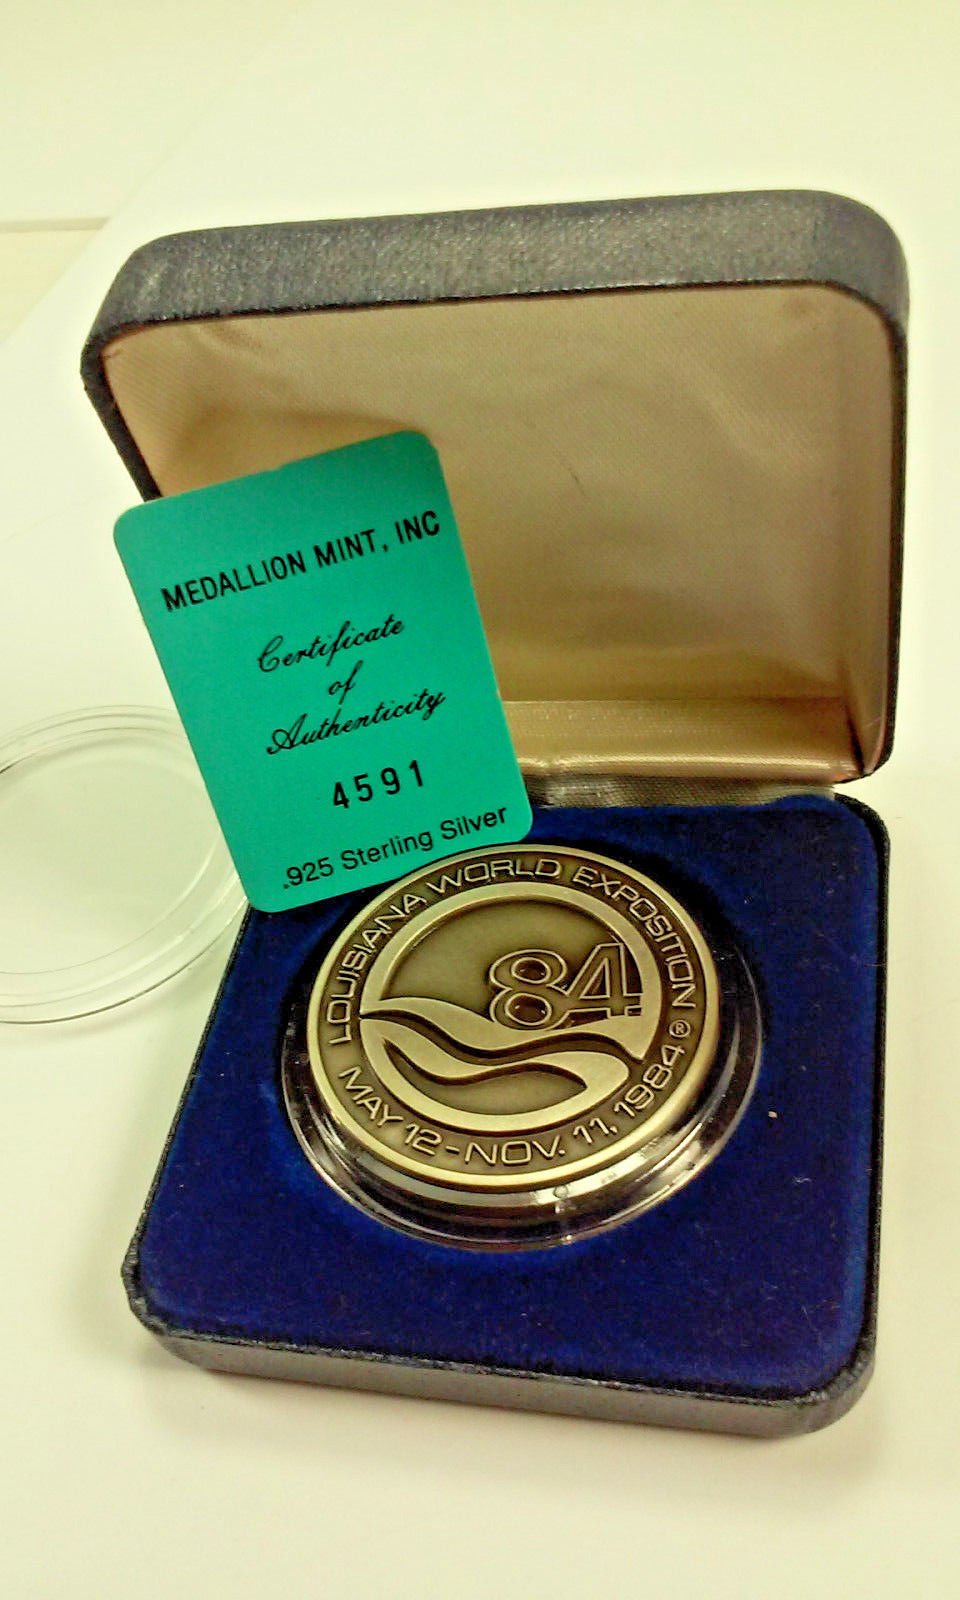 MEDALLION MINT, INC
Certificate
of
Authenticity
4591
.925 Sterling Silver
LOUISIANA WORLD EXPOSITION ®
84
MAY 12-NOV. 11, 1984